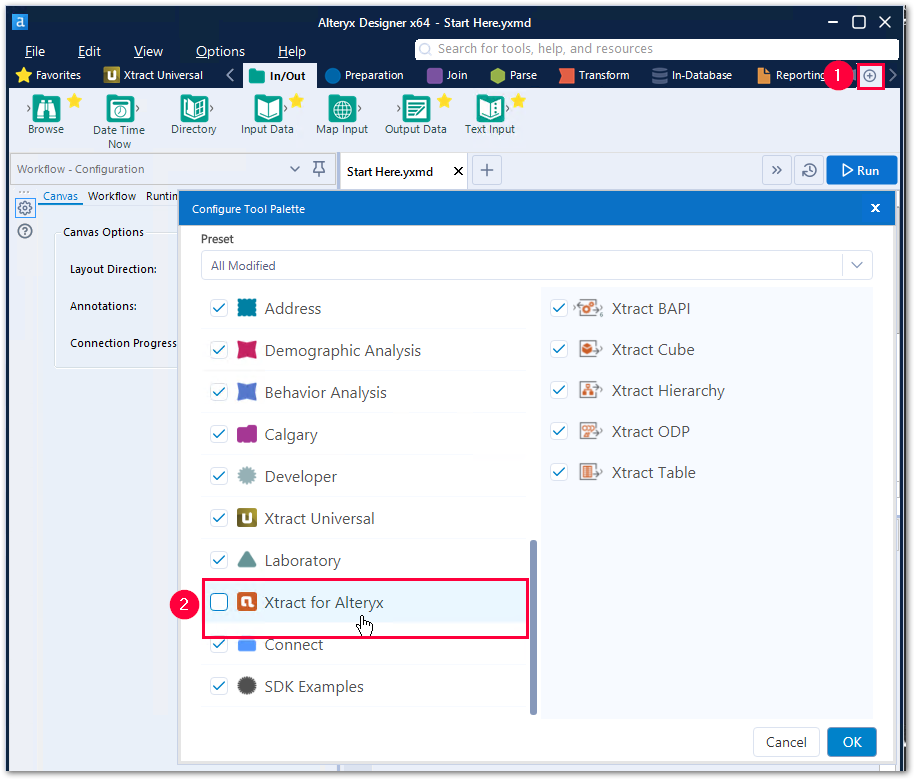 a Alteryx Designer x64 - Start Here.yxmd
File Edit View Options Help Search for tools, help, and resources
Favorites U Xtract Universal In/Out Preparation Join Parse Transform In-Database Reporting 1
Browse Date Time Now Directory Input Data Map Input Output Data Text Input
Workflow - Configuration Start Here.yxmd Run
Canvas Workflow Runtin
Configure Tool Palette
Canvas Options
Preset
Layout Direction:
All Modified
Annotations:
Connection Progress
Address
Demographic Analysis
Behavior Analysis
Calgary
Developer
U Xtract Universal
Laboratory
2 a Xtract for Alteryx
Connect
SDK Examples
Xtract BAPI
Xtract Cube
Xtract Hierarchy
Xtract ODP
Xtract Table
Cancel OK